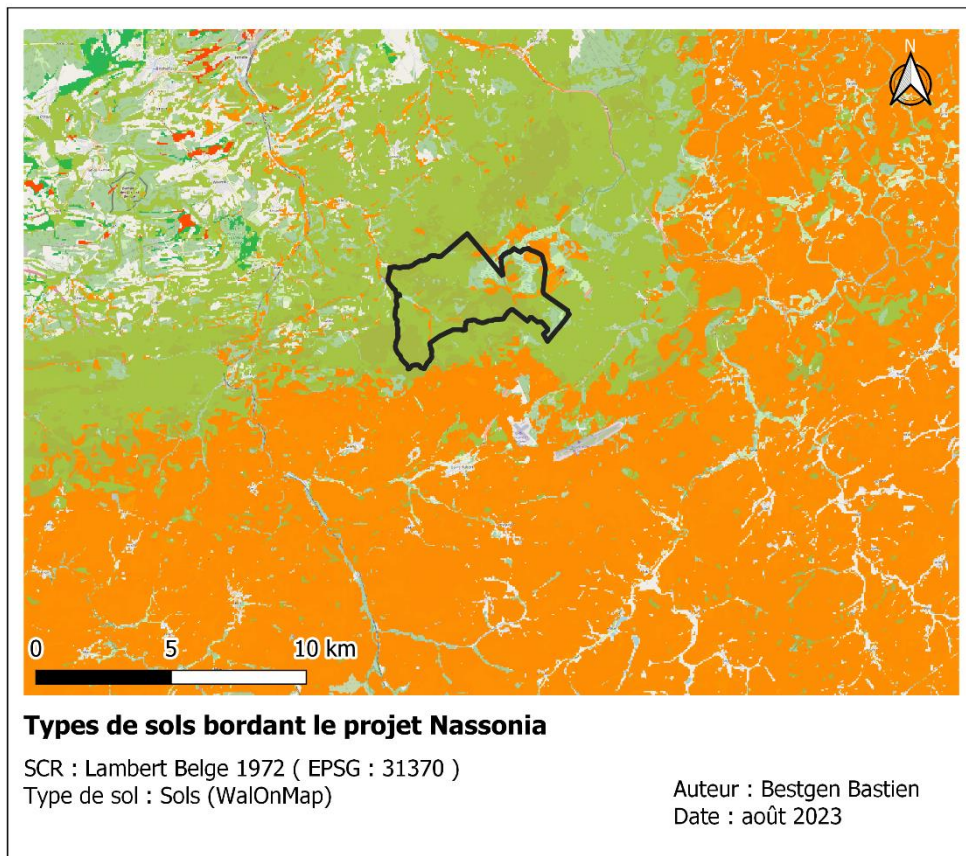 N
0 5 10 km
Types de sols bordant le projet Nassonia
SCR : Lambert Belge 1972 ( EPSG : 31370 )
Type de sol : Sols (WalOnMap)
Auteur : Bestgen Bastien
Date : août 2023